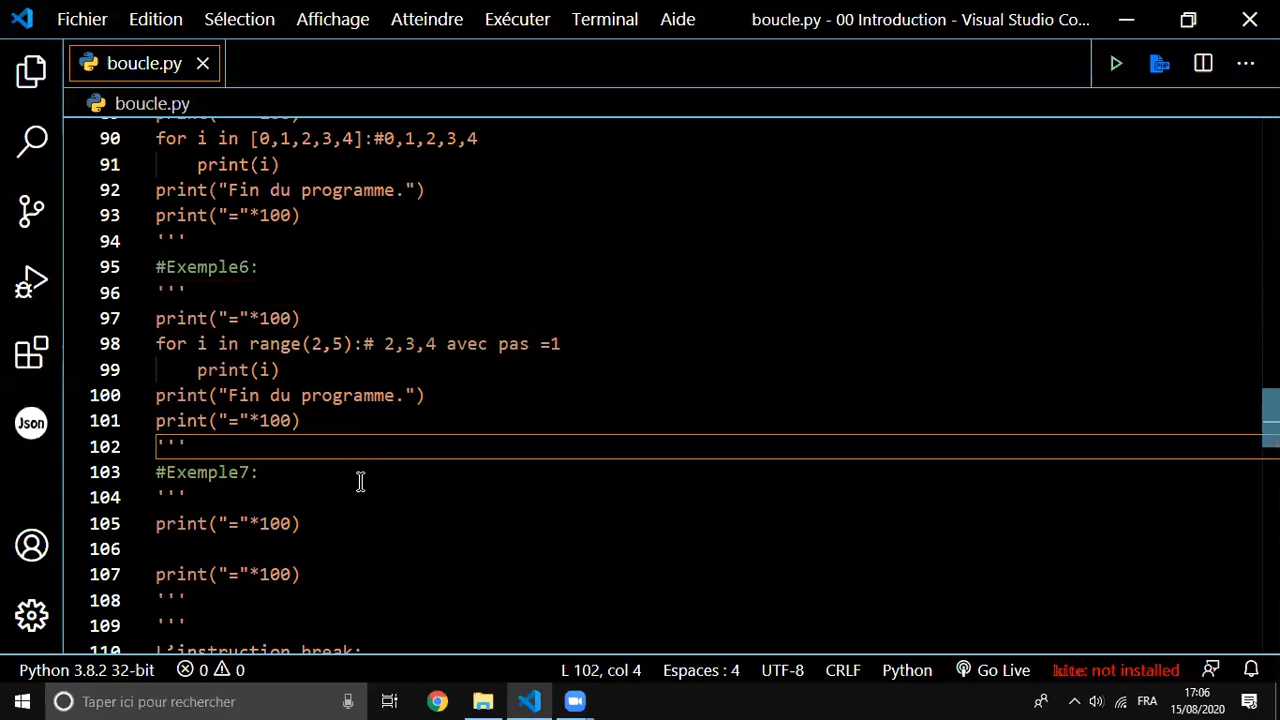 Fichier Edition Sélection Affichage Atteindre Exécuter Terminal Aide boucle.py - 00 Introduction - Visual Studio Co...
boucle.py
boucle.py
90 for i in [0,1,2,3,4]:#0,1,2,3,4
91 print(i)
92 print("Fin du programme.")
93 print("="*100)
94 '''
95 #Exemple6:
96 '''
97 print("="*100)
98 for i in range(2,5):# 2,3,4 avec pas =1
99 print(i)
100 print("Fin du programme.")
101 print("="*100)
102 '''
103 #Exemple7:
104 '''
105 print("="*100)
106
107 print("="*100)
108 '''
109 '''
110 L'instruction break:
Json
Python 3.8.2 32-bit 0 0 L 102, col 4 Espaces : 4 UTF-8 CRLF Python Go Live kite: not installed
Taper ici pour rechercher FRA 17:06
15/08/2020